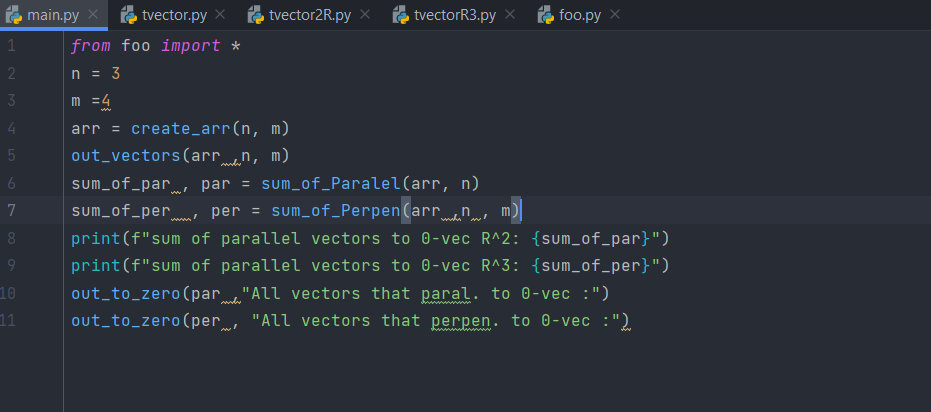 main.py tvector.py tvector2R.py tvectorR3.py foo.py
1 from foo import *
2 n = 3
3 m =4
4 arr = create_arr(n, m)
5 out_vectors(arr ,n, m)
6 sum_of_par , par = sum_of_Paralel(arr, n)
7 sum_of_per  , per = sum_of_Perpen(arr ,n , m)
8 print(f"sum of parallel vectors to 0-vec R^2: {sum_of_par}")
9 print(f"sum of parallel vectors to 0-vec R^3: {sum_of_per}")
10 out_to_zero(par ,"All vectors that paral. to 0-vec :")
11 out_to_zero(per , "All vectors that perpen. to 0-vec :")